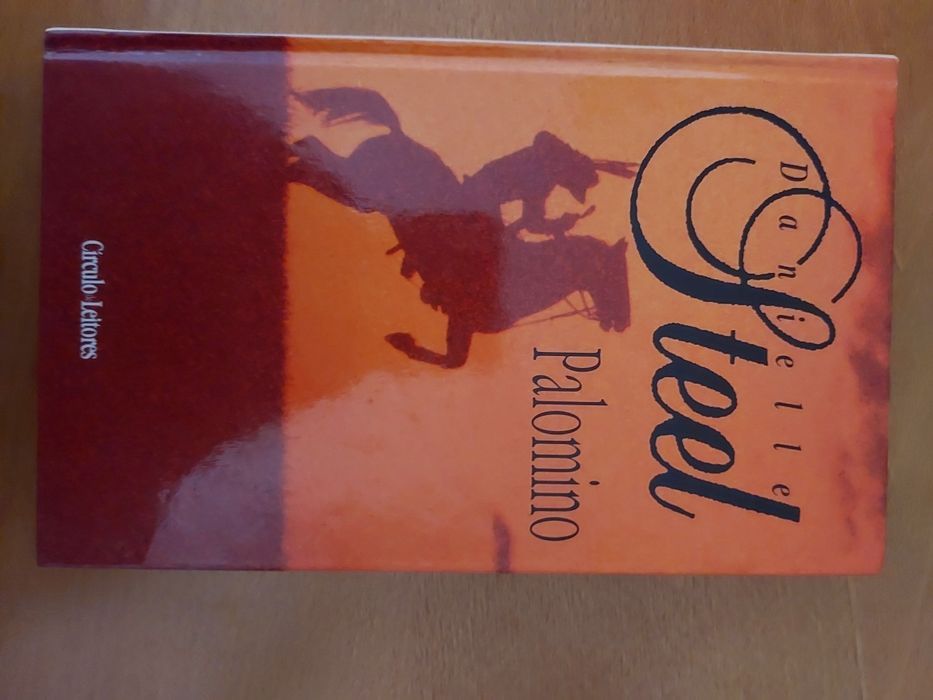 Danielle
Steel
Palomino
Círculo de Leitores